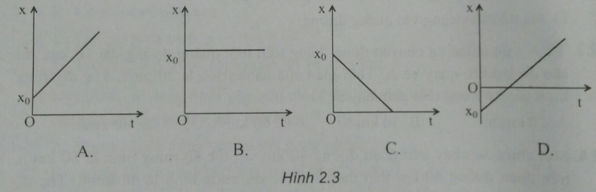 x x x x
x₀ x₀ x₀ O
x₀
O t O t O t t
A. B. C. D.
Hình 2.3